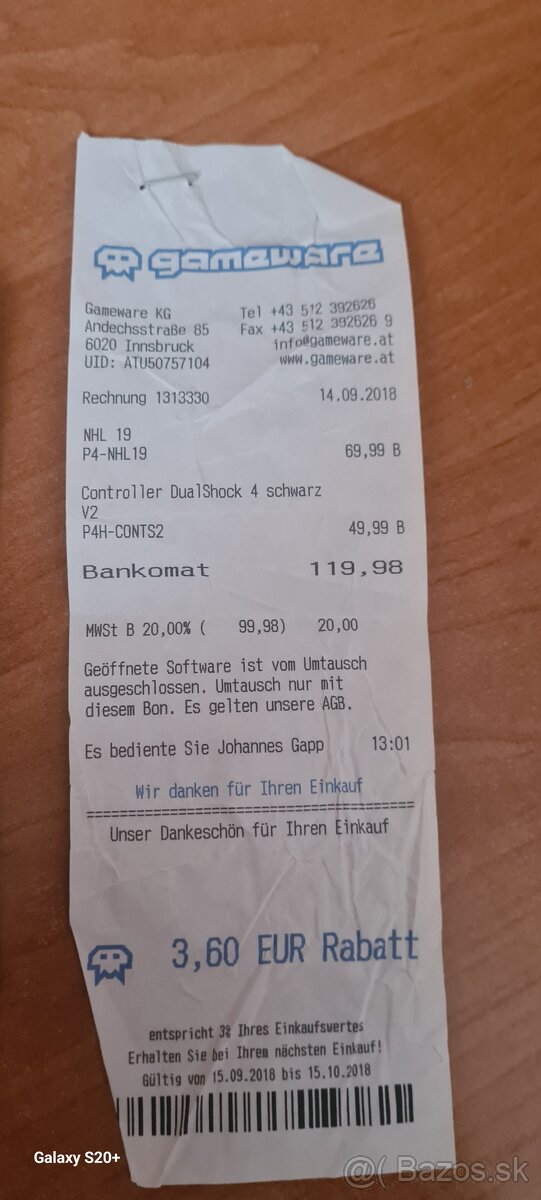 gameware
Gameware KG Tel +43 512 392626
Andechsstraße 85 Fax +43 512 392626 9
6020 Innsbruck info@gameware.at
UID: ATU50757104 www.gameware.at
Rechnung 1313330 14.09.2018
NHL 19
P4-NHL19 69,99 B
Controller DualShock 4 schwarz
V2
P4H-CONTS2 49,99 B
Bankomat 119,98
MWSt B 20,00% ( 99,98) 20,00
Geöffnete Software ist vom Umtausch
ausgeschlossen. Umtausch nur mit
diesem Bon. Es gelten unsere AGB.
Es bediente Sie Johannes Gapp 13:01
Wir danken für Ihren Einkauf
Unser Dankeschön für Ihren Einkauf
3,60 EUR Rabatt
entspricht 3% Ihres Einkaufswertes
Erhalten Sie bei Ihrem nächsten Einkauf!
Gültig von 15.09.2018 bis 15.10.2018
Galaxy S20+
@( Bazos.sk